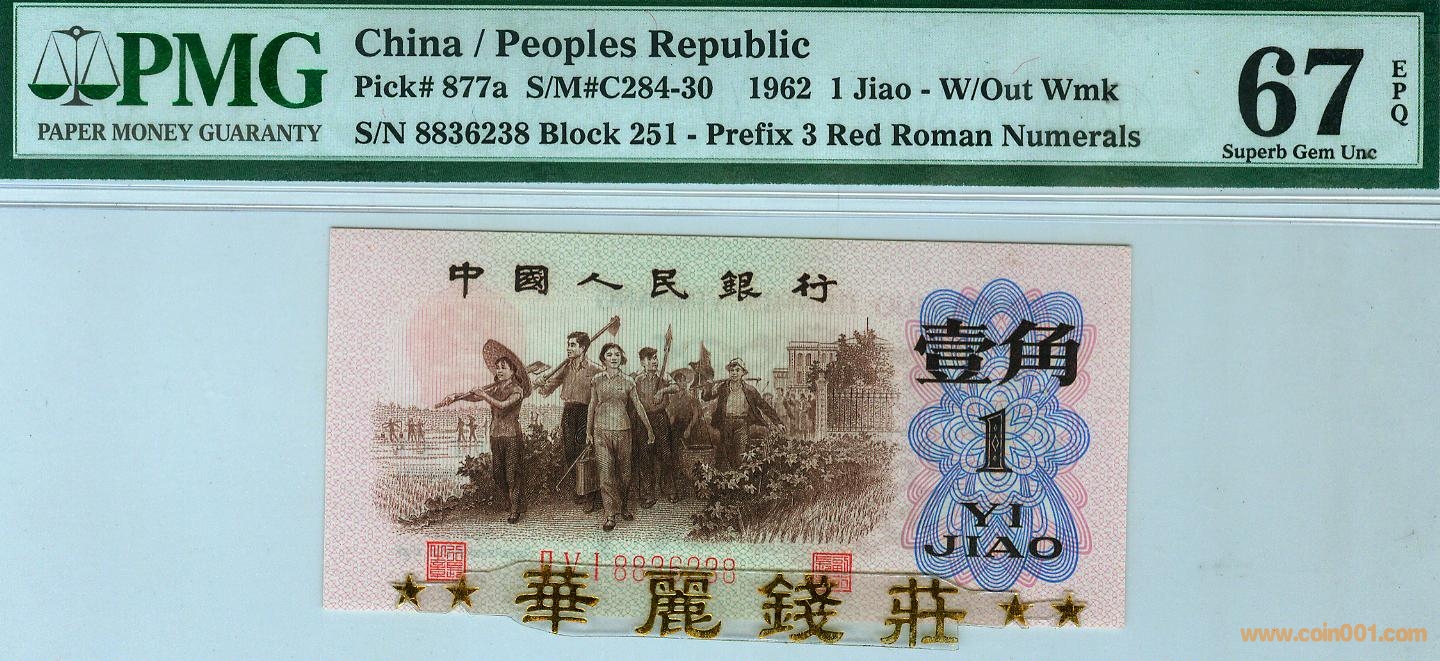 PMG
PAPER MONEY GUARANTY
China / Peoples Republic
Pick# 877a S/M#C284-30 1962 1 Jiao - W/Out Wmk
S/N 8836238 Block 251 - Prefix 3 Red Roman Numerals
67
EPQ
Superb Gem Unc
中國人民銀行
壹角
1
YI
JIAO
II V I 8836238
★★華麗錢莊★★
www.coin001.com